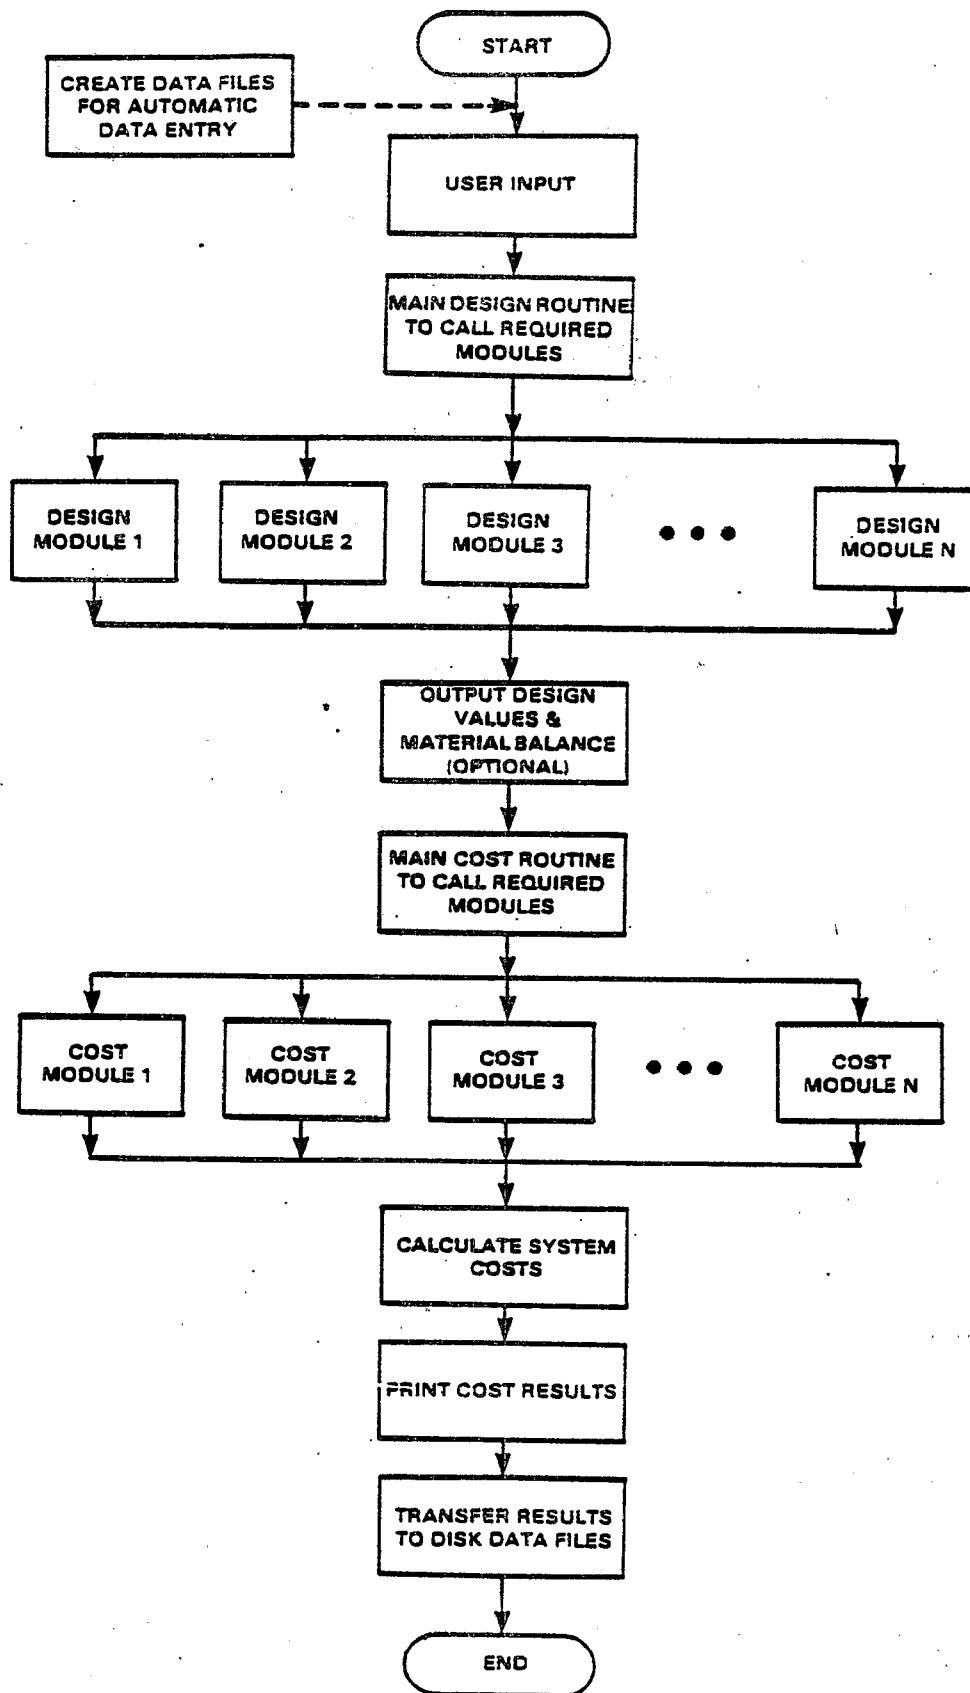 START
CREATE DATA FILES
FOR AUTOMATIC
DATA ENTRY
USER INPUT
MAIN DESIGN ROUTINE
TO CALL REQUIRED
MODULES
DESIGN
MODULE 1
DESIGN
MODULE 2
DESIGN
MODULE 3
• • •
DESIGN
MODULE N
OUTPUT DESIGN
VALUES &
MATERIAL BALANCE
(OPTIONAL)
MAIN COST ROUTINE
TO CALL REQUIRED
MODULES
COST
MODULE 1
COST
MODULE 2
COST
MODULE 3
• • •
COST
MODULE N
CALCULATE SYSTEM
COSTS
PRINT COST RESULTS
TRANSFER RESULTS
TO DISK DATA FILES
END